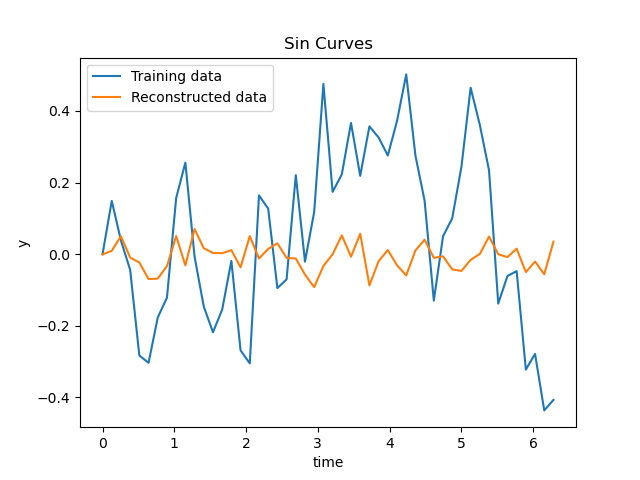 Sin Curves
Training data
Reconstructed data
0.4
0.2
0.0
−0.2
−0.4
y
0 1 2 3 4 5 6
time